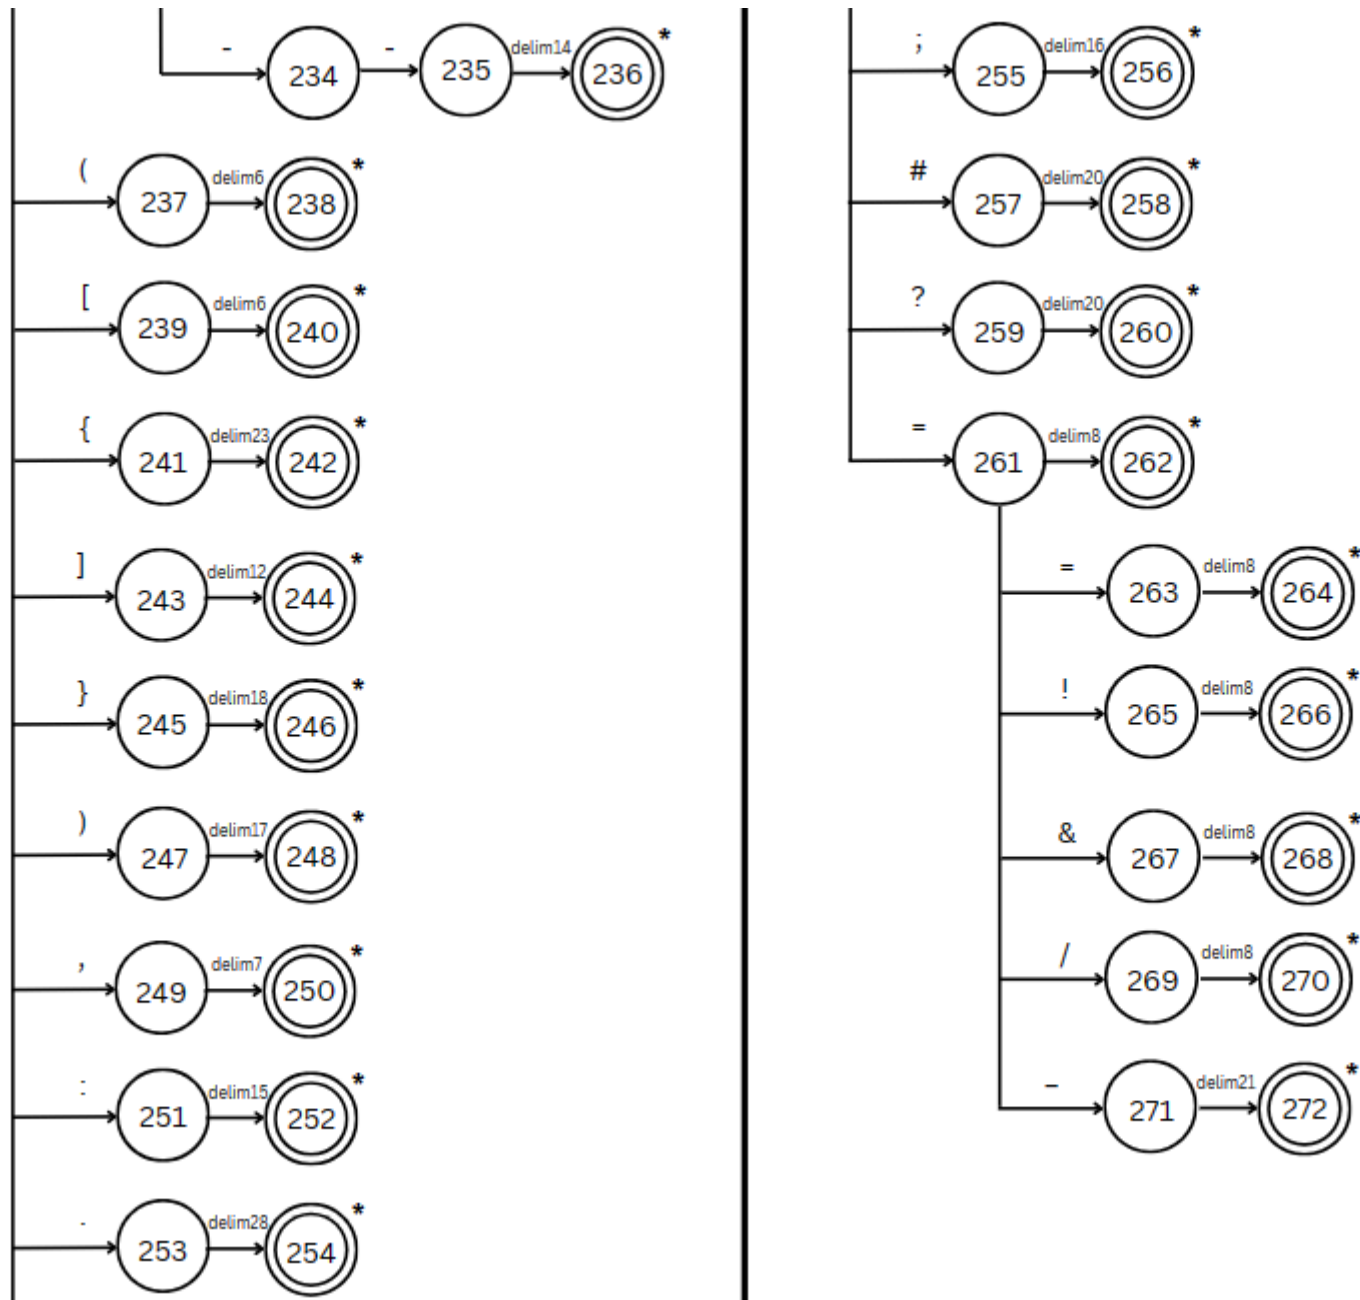 - 234 - 235 delim14 236 *
( 237 delim6 238 *
[ 239 delim6 240 *
{ 241 delim23 242 *
] 243 delim12 244 *
} 245 delim18 246 *
) 247 delim17 248 *
, 249 delim7 250 *
: 251 delim15 252 *
. 253 delim28 254 *
; 255 delim16 256 *
# 257 delim20 258 *
? 259 delim20 260 *
= 261 delim8 262 *
= 263 delim8 264 *
! 265 delim8 266 *
& 267 delim8 268 *
/ 269 delim8 270 *
- 271 delim21 272 *